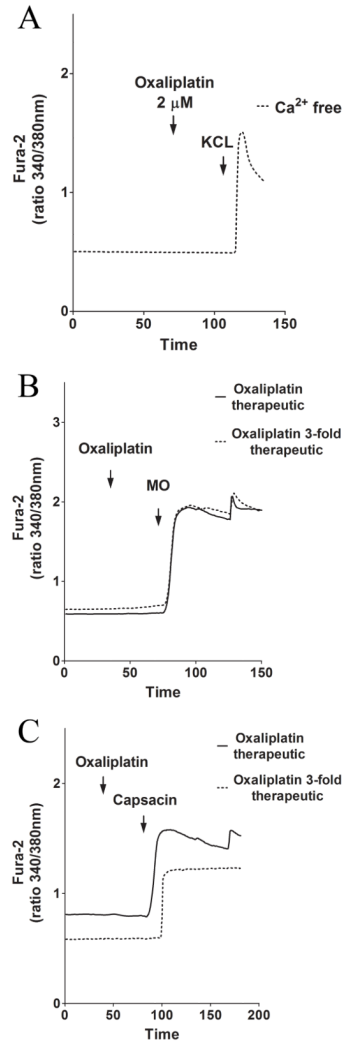 A
2
1
0
Fura-2
(ratio 340/380nm)
Oxaliplatin
2 μM
KCL
Ca²⁺ free
0
50
100
150
Time
B
3
2
1
0
Fura-2
(ratio 340/380nm)
Oxaliplatin
MO
Oxaliplatin
therapeutic
Oxaliplatin 3-fold
therapeutic
0
50
100
150
Time
C
2
1
0
Fura-2
(ratio 340/380nm)
Oxaliplatin
Capsacin
Oxaliplatin
therapeutic
Oxaliplatin 3-fold
therapeutic
0
50
100
150
200
Time